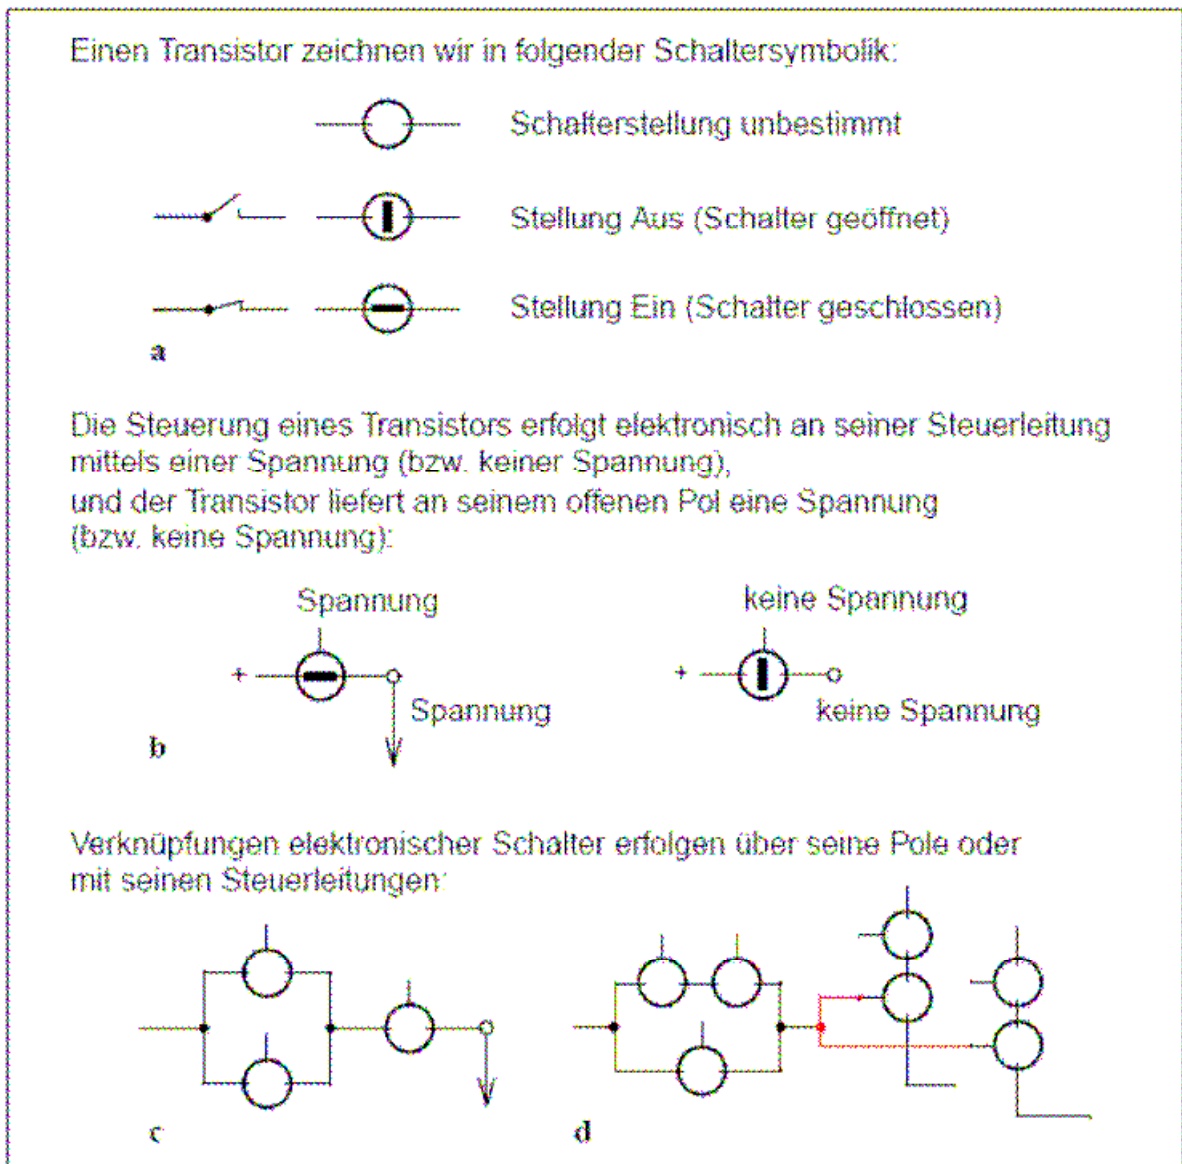 Einen Transistor zeichnen wir in folgender Schaltersymbolik:
Schalterstellung unbestimmt
Stellung Aus (Schalter geöffnet)
Stellung Ein (Schalter geschlossen)
a
Die Steuerung eines Transistors erfolgt elektronisch an seiner Steuerleitung
mittels einer Spannung (bzw. keiner Spannung),
und der Transistor liefert an seinem offenen Pol eine Spannung
(bzw. keine Spannung):
Spannung
keine Spannung
+
+
Spannung
keine Spannung
b
Verknüpfungen elektronischer Schalter erfolgen über seine Pole oder
mit seinen Steuerleitungen:
c
d